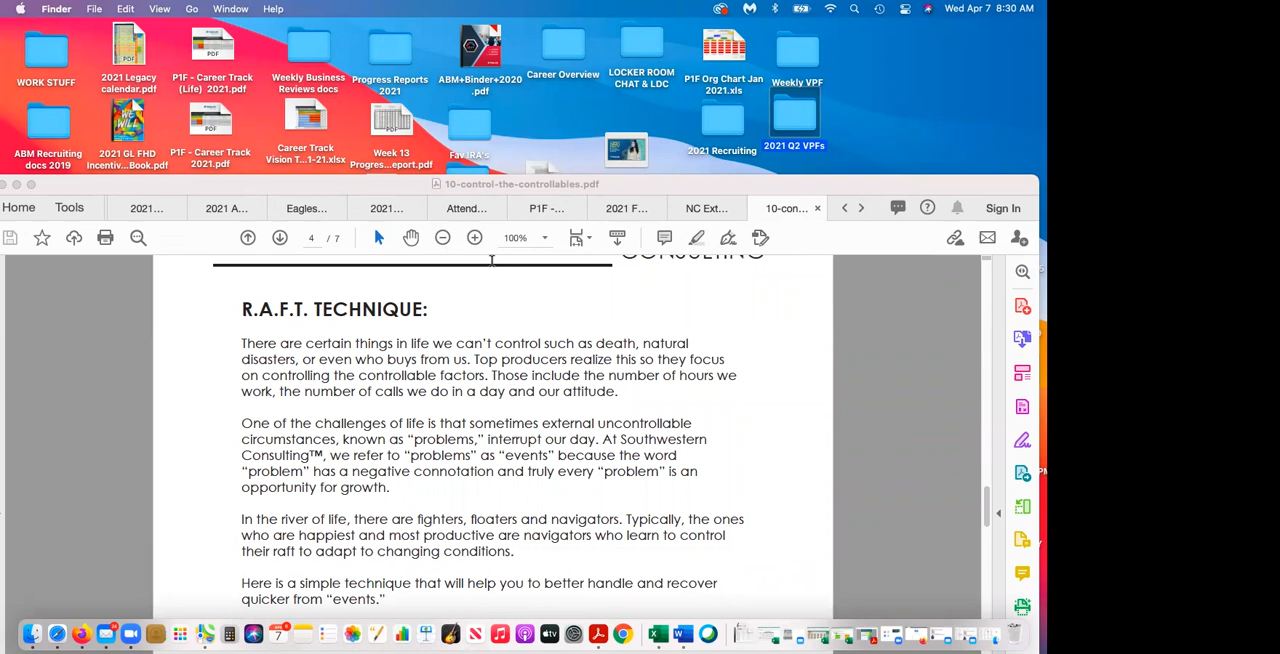 Finder File Edit View Go Window Help Wed Apr 7 8:30 AM
WORK STUFF
2021 Legacy
calendar.pdf
P1F - Career Track
(Life) 2021.pdf
Weekly Business
Reviews docs
Progress Reports
2021
ABM+Binder+2020
.pdf
Career Overview
LOCKER ROOM
CHAT & LDC
P1F Org Chart Jan
2021.xls
Weekly VPF
ABM Recruiting
docs 2019
2021 GL FHD
Incentiv...Book.pdf
P1F - Career Track
2021.pdf
Career Track
Vision T...1-21.xlsx
Week 13
Progres...eport.pdf
Fav IRA's
2021 Recruiting
2021 Q2 VPFs
10-control-the-controllables.pdf
Home Tools 2021... 2021 A... Eagles... 2021... Attend... P1F -... 2021 F... NC Ext... 10-con... × Sign In
4 / 7 100%
CONSULTING
R.A.F.T. TECHNIQUE:
There are certain things in life we can't control such as death, natural
disasters, or even who buys from us. Top producers realize this so they focus
on controlling the controllable factors. Those include the number of hours we
work, the number of calls we do in a day and our attitude.
One of the challenges of life is that sometimes external uncontrollable
circumstances, known as "problems," interrupt our day. At Southwestern
Consulting™, we refer to "problems" as "events" because the word
"problem" has a negative connotation and truly every "problem" is an
opportunity for growth.
In the river of life, there are fighters, floaters and navigators. Typically, the ones
who are happiest and most productive are navigators who learn to control
their raft to adapt to changing conditions.
Here is a simple technique that will help you to better handle and recover
quicker from "events."